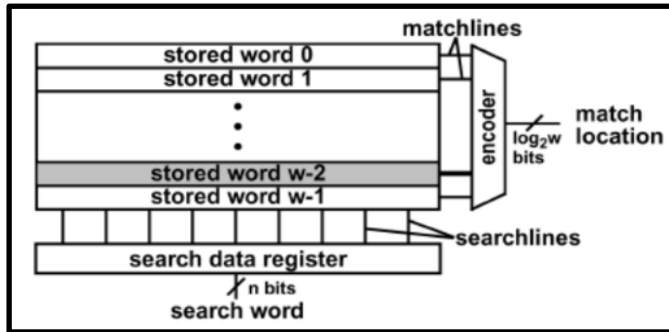 matchlines
stored word 0
stored word 1
encoder
match
location
log₂w
bits
stored word w-2
stored word w-1
searchlines
search data register
n bits
search word